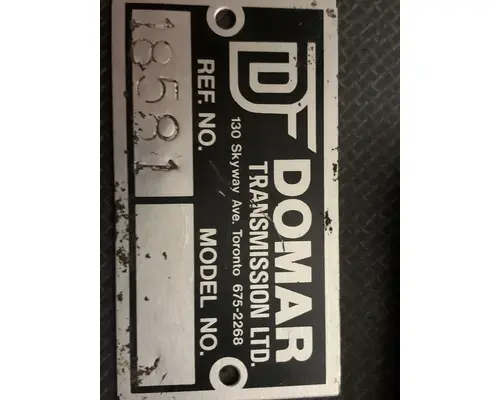 DT
DOMAR
TRANSMISSION LTD.
130 Skyway Ave. Toronto 675-2268
REF. NO. MODEL NO.
18581